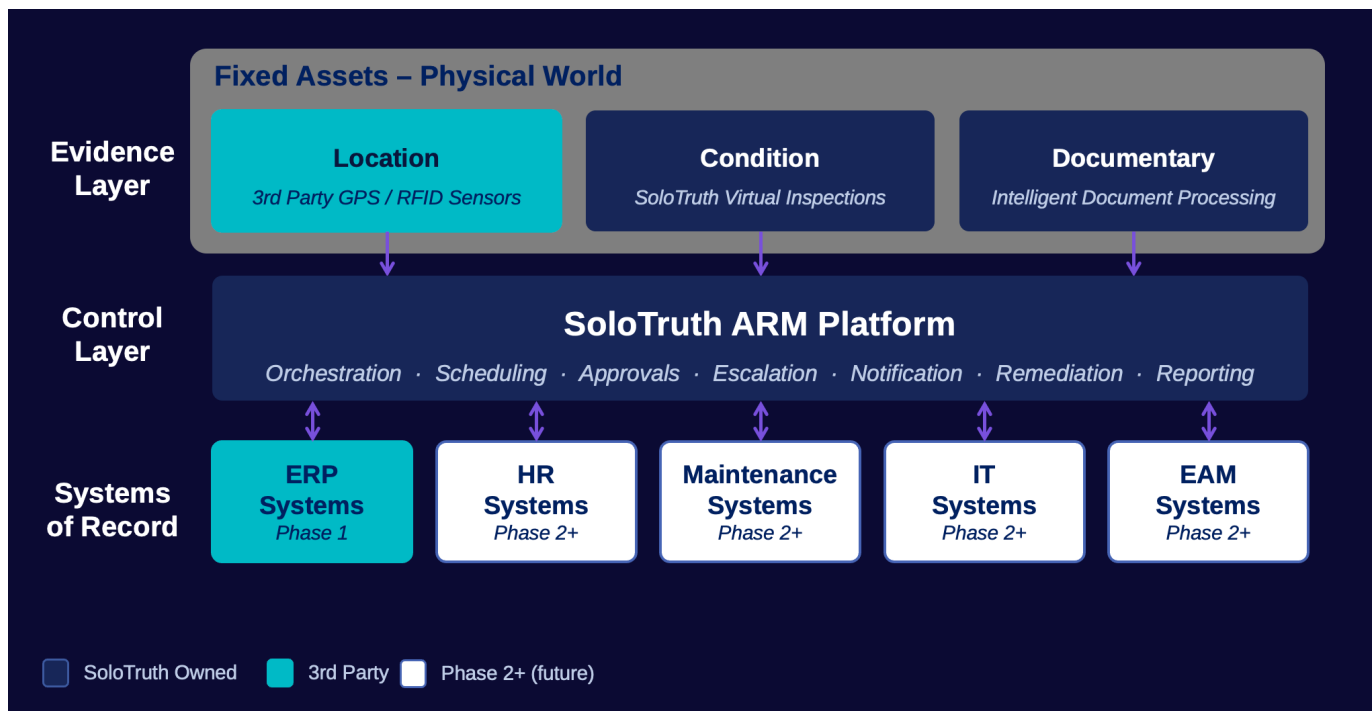 Fixed Assets – Physical World
Evidence
Layer
Location
3rd Party GPS / RFID Sensors
Condition
SoloTruth Virtual Inspections
Documentary
Intelligent Document Processing
Control
Layer
SoloTruth ARM Platform
Orchestration · Scheduling · Approvals · Escalation · Notification · Remediation · Reporting
Systems
of Record
ERP
Systems
Phase 1
HR
Systems
Phase 2+
Maintenance
Systems
Phase 2+
IT
Systems
Phase 2+
EAM
Systems
Phase 2+
SoloTruth Owned
3rd Party
Phase 2+ (future)